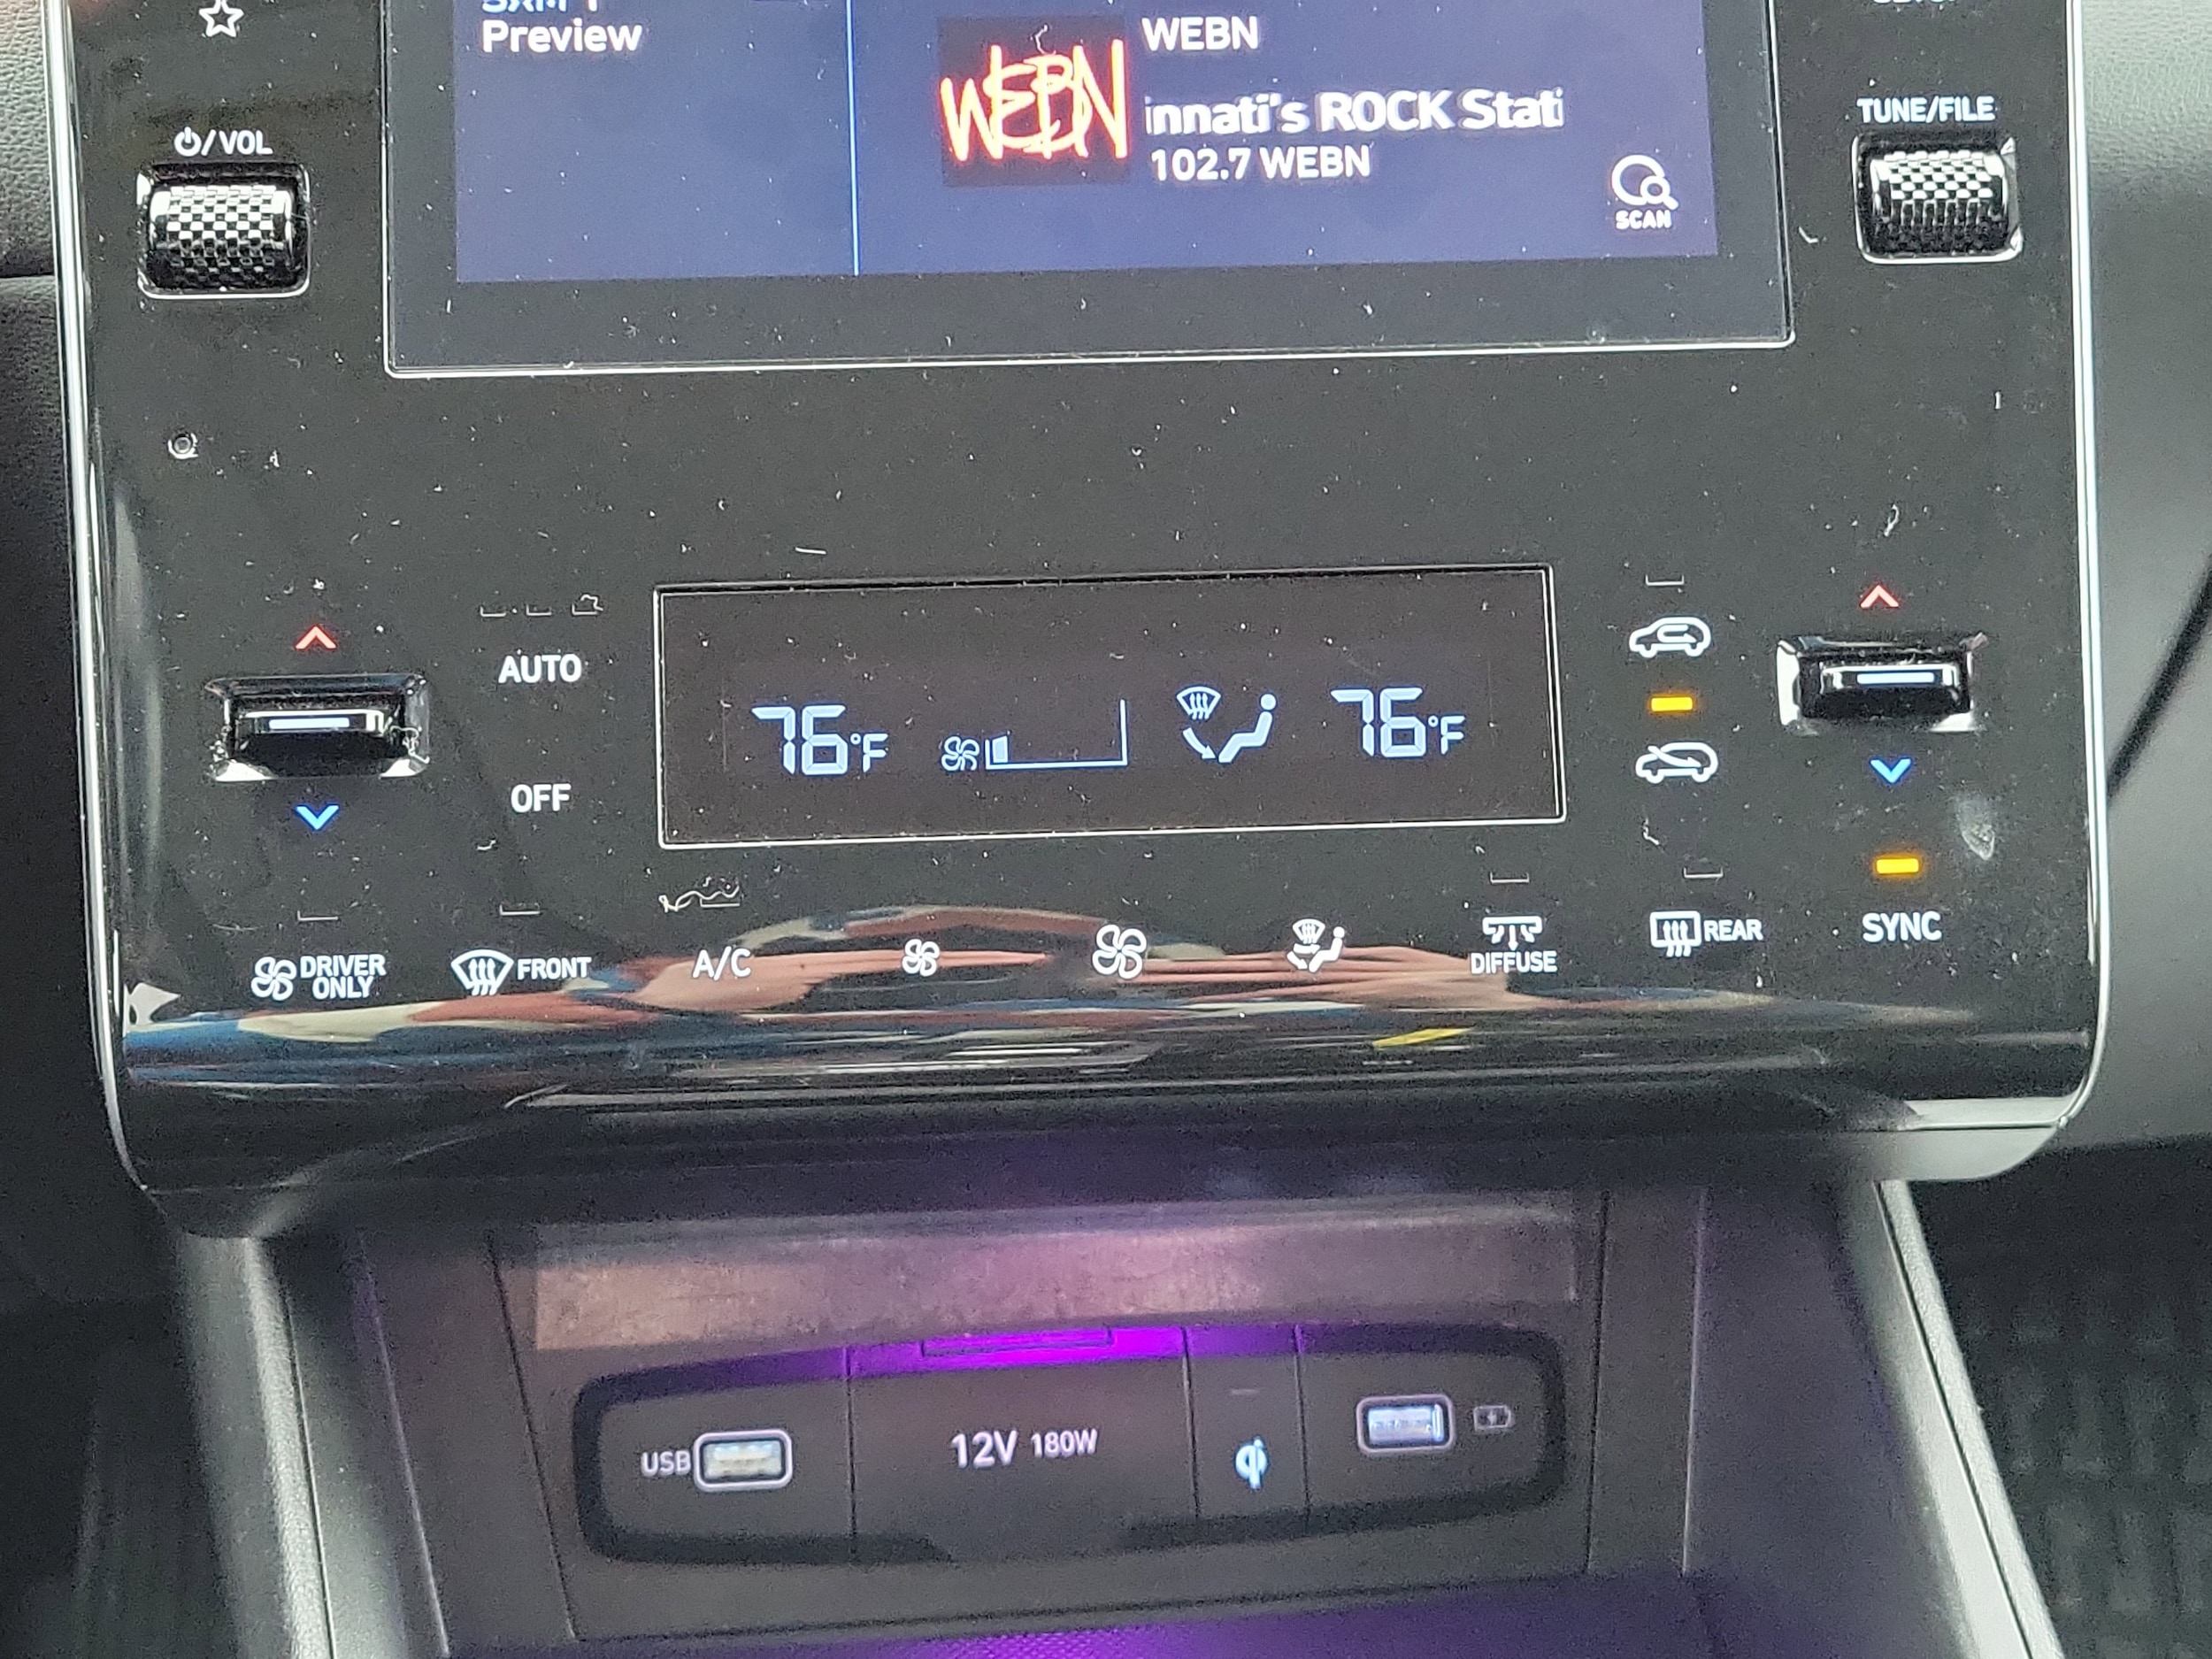 Preview
WEBN
WEBN
innati's ROCK Stati
102.7 WEBN
SCAN
/VOL
TUNE/FILE
AUTO
OFF
76°F
76°F
DRIVER
ONLY
FRONT
A/C
DIFFUSE
REAR
SYNC
USB
12V 180W
qi